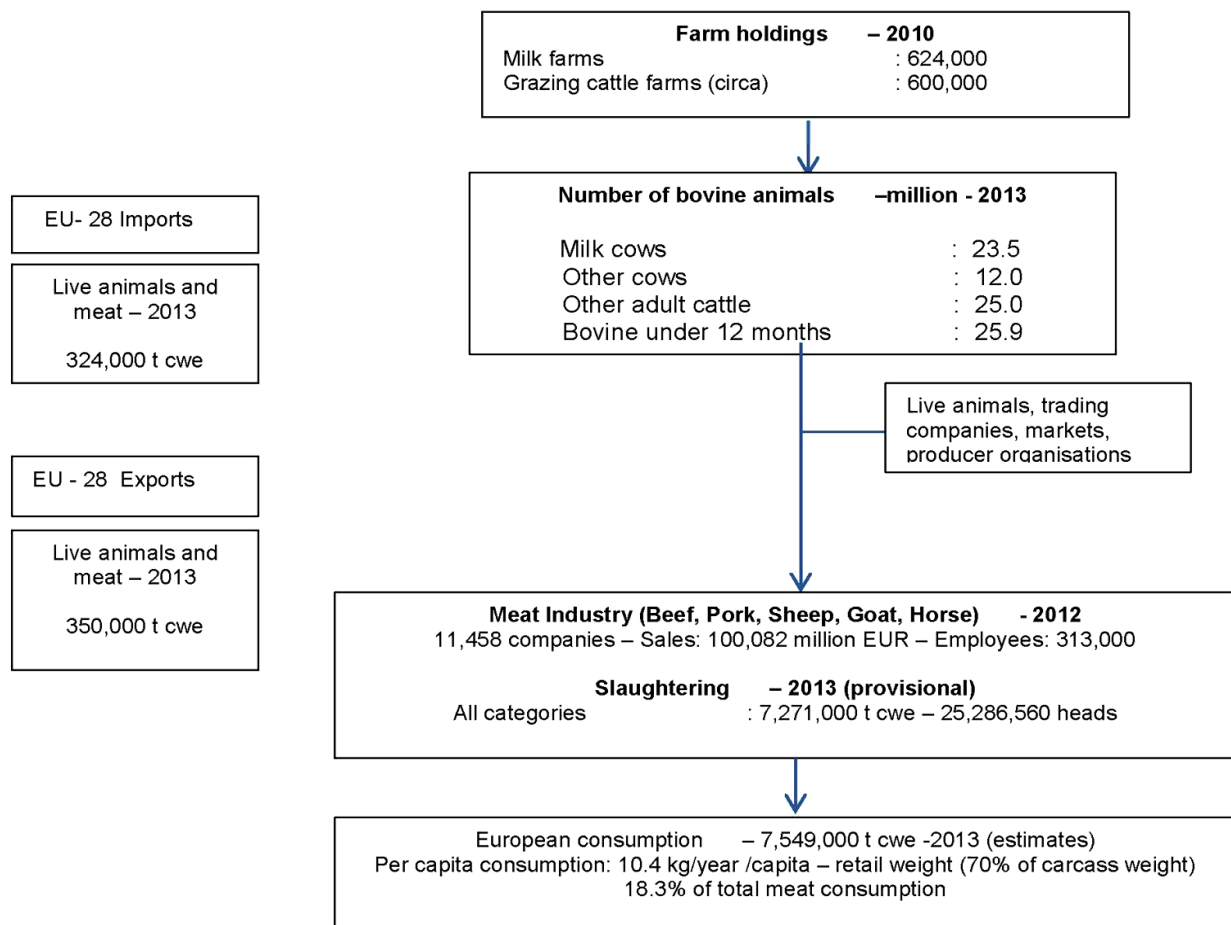 Farm holdings – 2010
Milk farms : 624,000
Grazing cattle farms (circa) : 600,000
Number of bovine animals –million - 2013
Milk cows : 23.5
Other cows : 12.0
Other adult cattle : 25.0
Bovine under 12 months : 25.9
EU- 28 Imports
Live animals and
meat – 2013
324,000 t cwe
Live animals, trading
companies, markets,
producer organisations
EU - 28 Exports
Live animals and
meat – 2013
350,000 t cwe
Meat Industry (Beef, Pork, Sheep, Goat, Horse) - 2012
11,458 companies – Sales: 100,082 million EUR – Employees: 313,000
Slaughtering – 2013 (provisional)
All categories : 7,271,000 t cwe – 25,286,560 heads
European consumption – 7,549,000 t cwe -2013 (estimates)
Per capita consumption: 10.4 kg/year /capita – retail weight (70% of carcass weight)
18.3% of total meat consumption